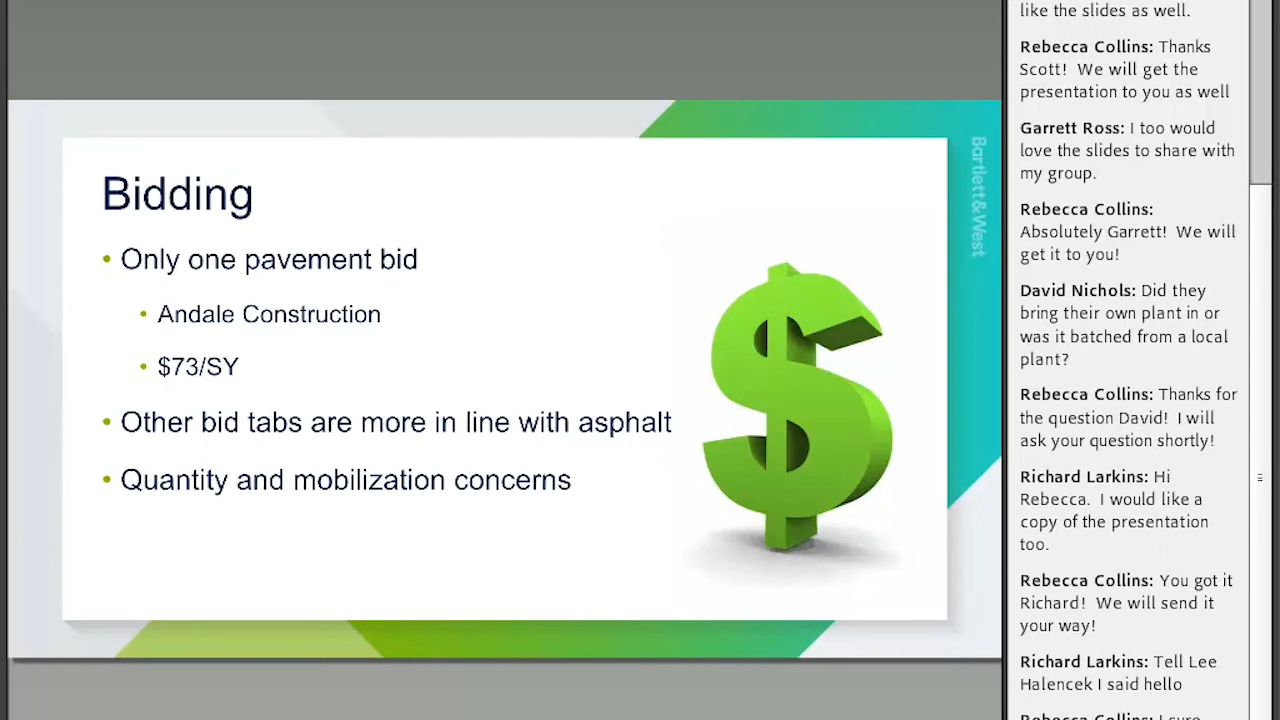 Bidding
• Only one pavement bid
• Andale Construction
• $73/SY
• Other bid tabs are more in line with asphalt
• Quantity and mobilization concerns
Bartlett&West
like the slides as well.
Rebecca Collins: Thanks
Scott!  We will get the
presentation to you as well
Garrett Ross: I too would
love the slides to share with
my group.
Rebecca Collins:
Absolutely Garrett!  We will
get it to you!
David Nichols: Did they
bring their own plant in or
was it batched from a local
plant?
Rebecca Collins: Thanks for
the question David!  I will
ask your question shortly!
Richard Larkins: Hi
Rebecca.  I would like a
copy of the presentation
too.
Rebecca Collins: You got it
Richard!  We will send it
your way!
Richard Larkins: Tell Lee
Halencek I said hello
Rebecca Collins: I sure